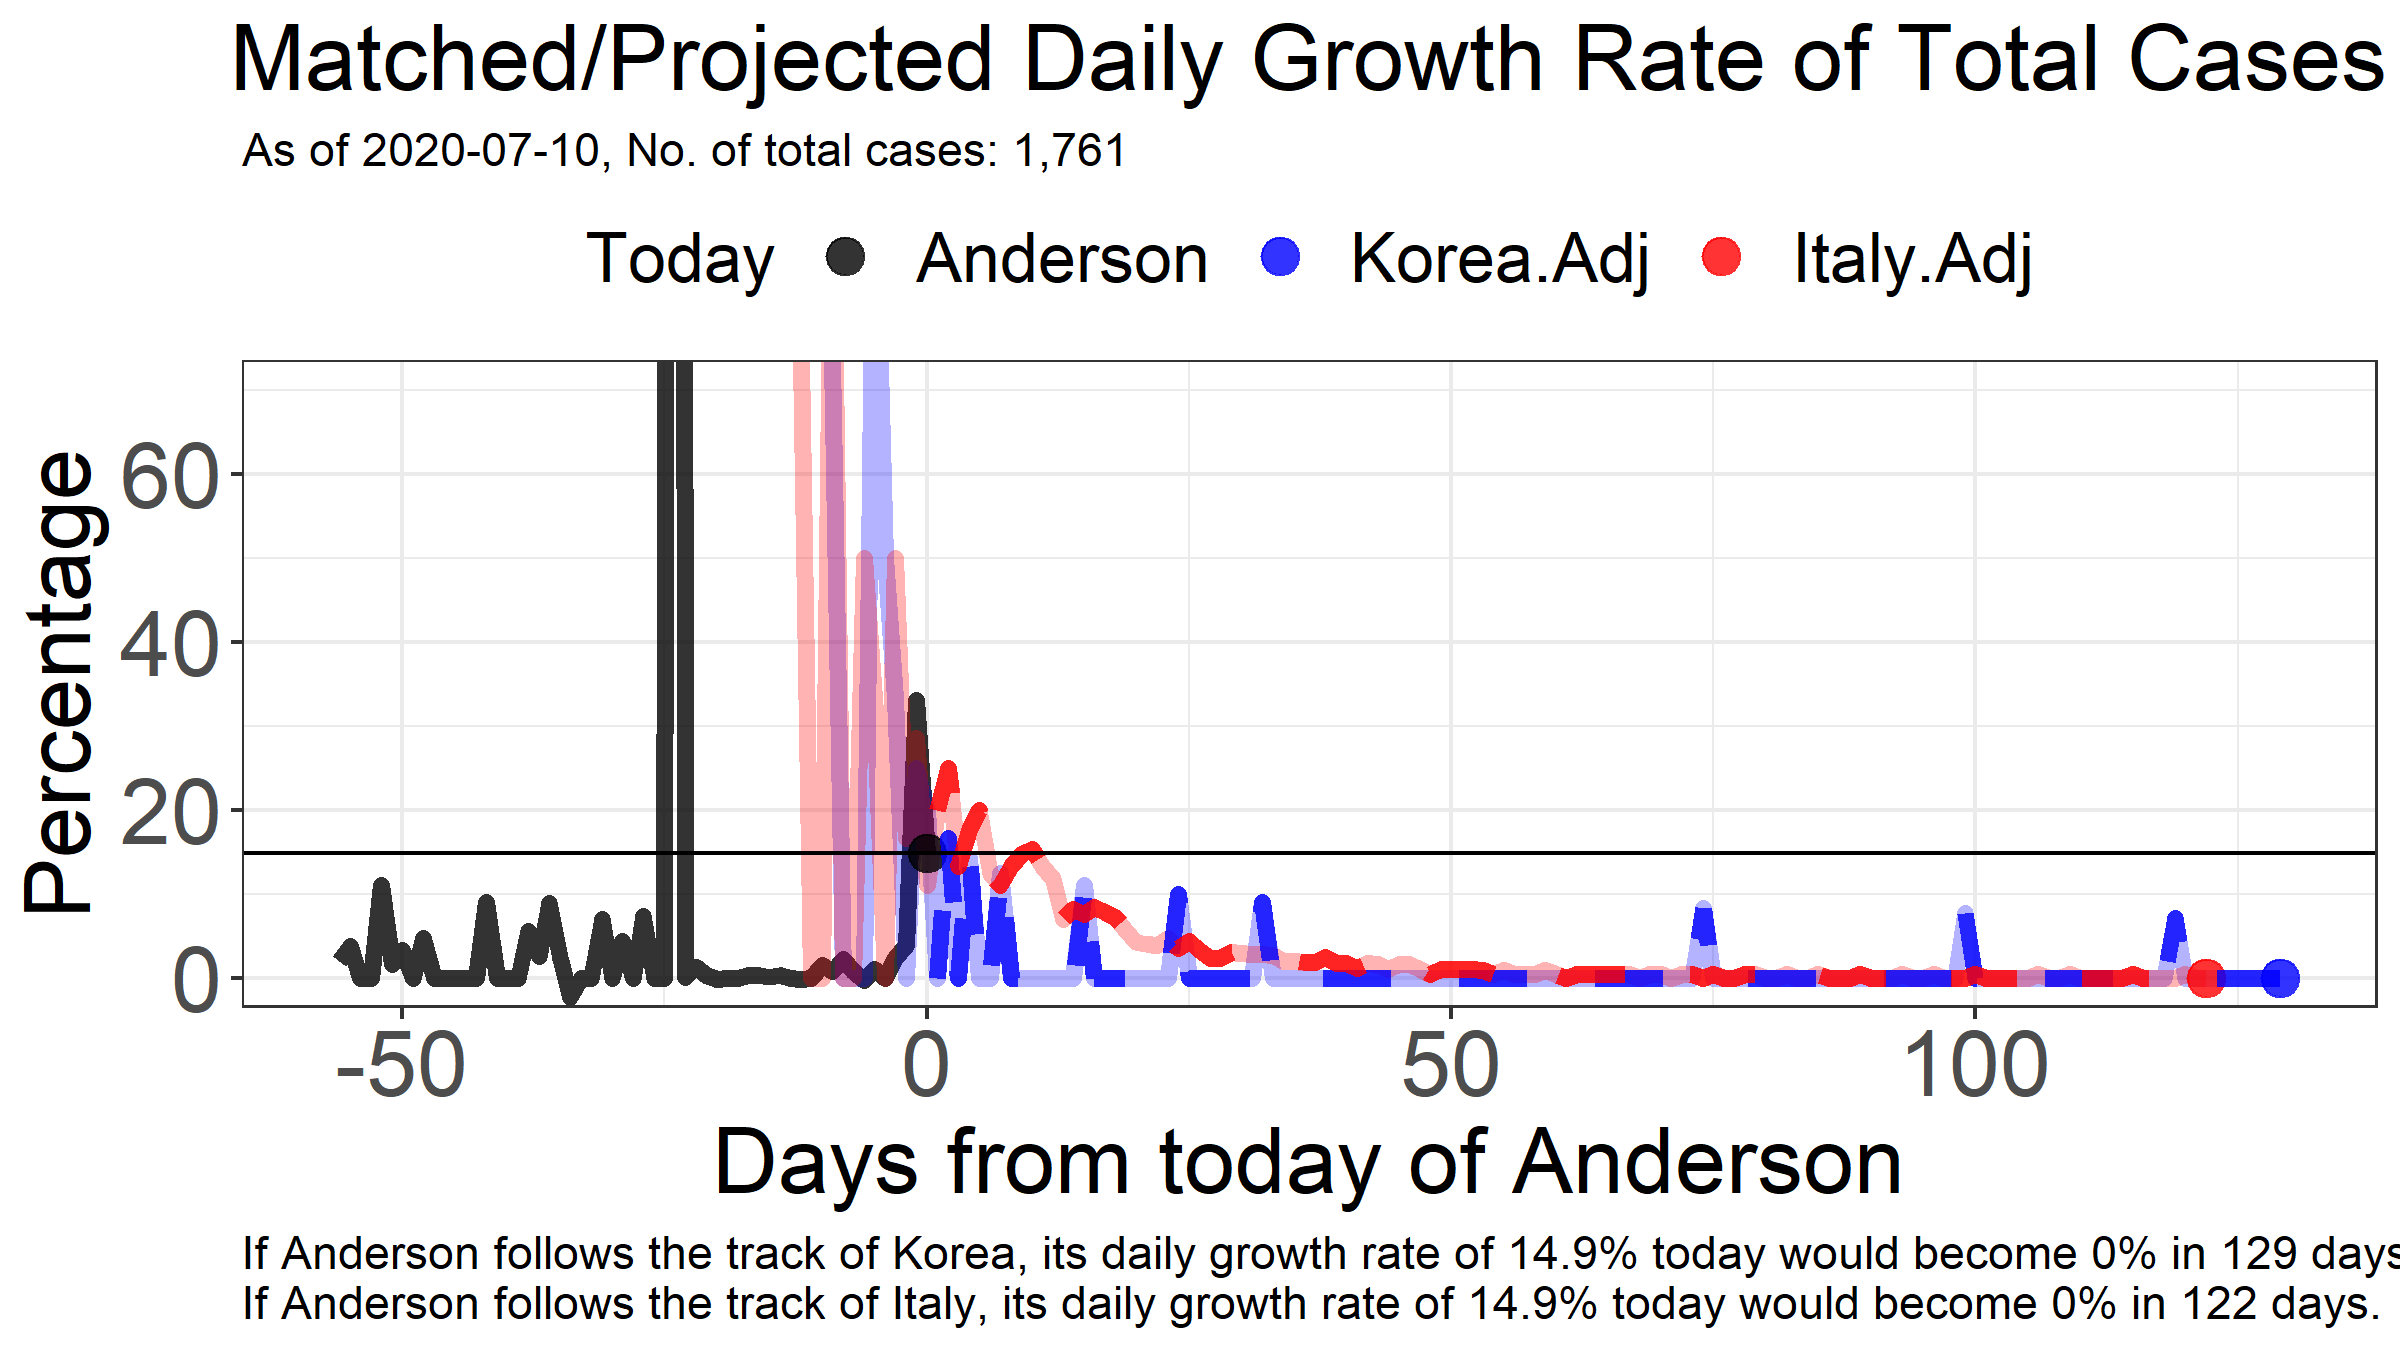 Matched/Projected Daily Growth Rate of Total Cases
As of 2020-07-10, No. of total cases: 1,761
Today Anderson Korea.Adj Italy.Adj
Percentage
60
40
20
0
-50 0 50 100
Days from today of Anderson
If Anderson follows the track of Korea, its daily growth rate of 14.9% today would become 0% in 129 days
If Anderson follows the track of Italy, its daily growth rate of 14.9% today would become 0% in 122 days.